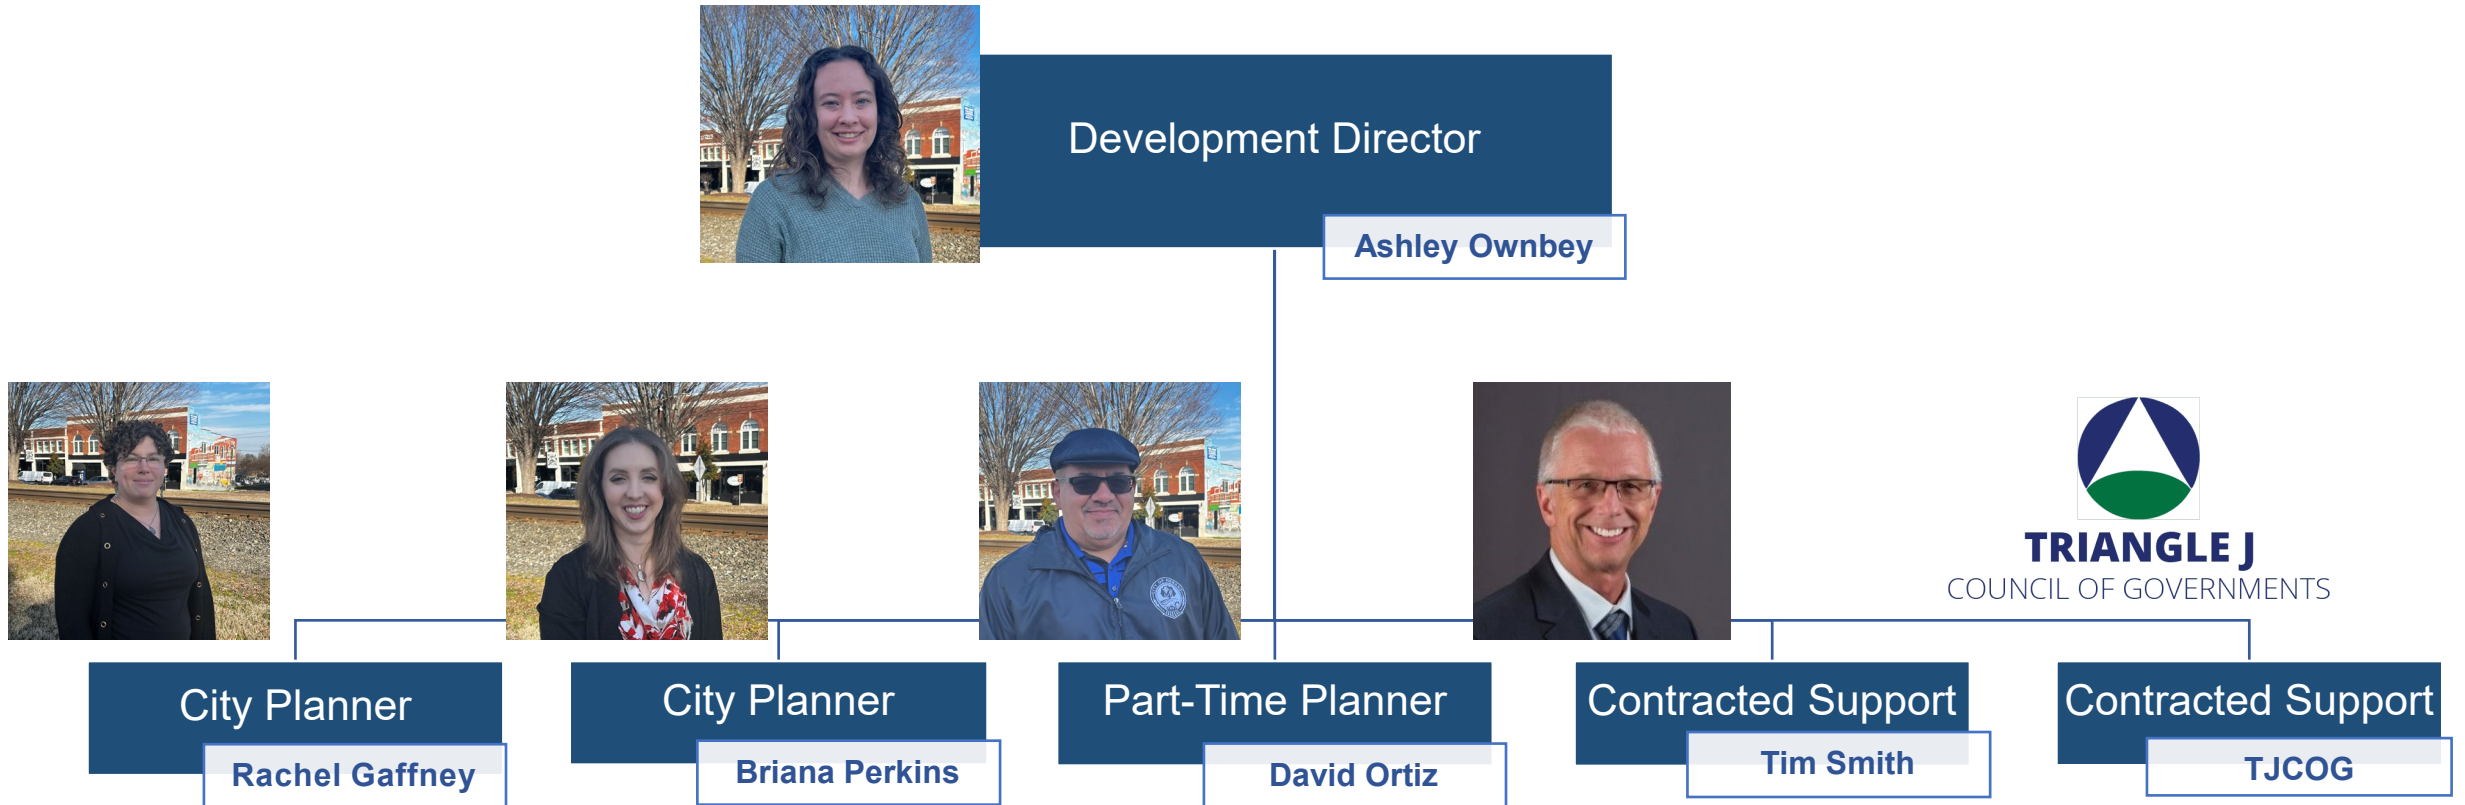 Development Director
Ashley Ownbey
TRIANGLE J
COUNCIL OF GOVERNMENTS
City Planner
Rachel Gaffney
City Planner
Briana Perkins
Part-Time Planner
David Ortiz
Contracted Support
Tim Smith
Contracted Support
TJCOG